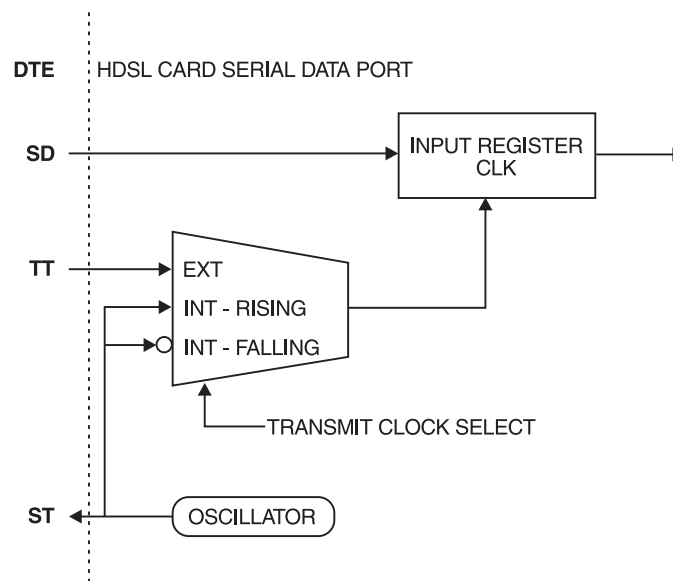 DTE
HDSL CARD SERIAL DATA PORT
SD
INPUT REGISTER
CLK
TT
EXT
INT - RISING
INT - FALLING
TRANSMIT CLOCK SELECT
ST
OSCILLATOR